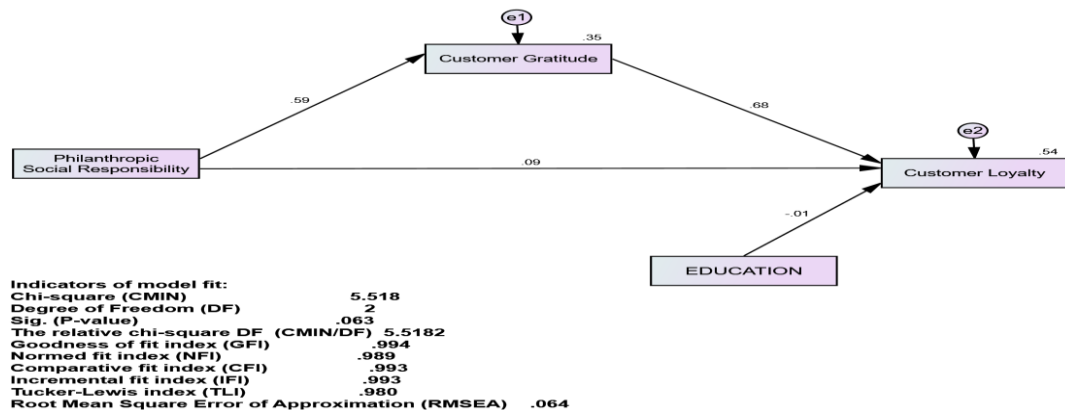 e1
.35
Customer Gratitude
.59
.68
e2
.54
Philanthropic
Social Responsibility
.09
Customer Loyalty
-.01
EDUCATION
Indicators of model fit:
Chi-square (CMIN) 5.518
Degree of Freedom (DF) 2
Sig. (P-value) .063
The relative chi-square DF (CMIN/DF) 5.5182
Goodness of fit index (GFI) .994
Normed fit index (NFI) .989
Comparative fit index (CFI) .993
Incremental fit index (IFI) .993
Tucker-Lewis index (TLI) .980
Root Mean Square Error of Approximation (RMSEA) .064